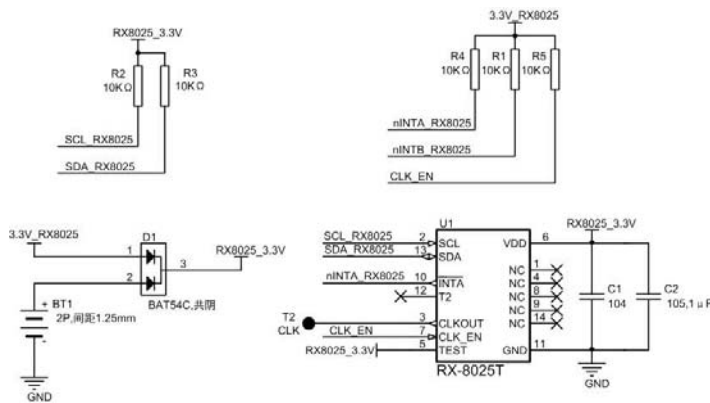 RX8025_3.3V
R2
10KΩ
R3
10KΩ
SCL_RX8025
SDA_RX8025
3.3V_RX8025
R4
10KΩ
R1
10KΩ
R5
10KΩ
nINTA_RX8025
nINTB_RX8025
CLK_EN
3.3V_RX8025
D1
1
2
3
RX8025_3.3V
BAT54C,共阴
+
BT1
2P,间距1.25mm
-
GND
U1
SCL_RX8025 2 SCL
SDA_RX8025 13 SDA
nINTA_RX8025 10 INTA
12 T2
T2
CLK
3 CLKOUT
CLK_EN 7 CLK_EN
RX8025_3.3V 5 TEST
VDD 6
NC 1
NC 4
NC 8
NC 9
NC 14
GND 11
RX-8025T
RX8025_3.3V
C1
104
C2
105,1μF
GND